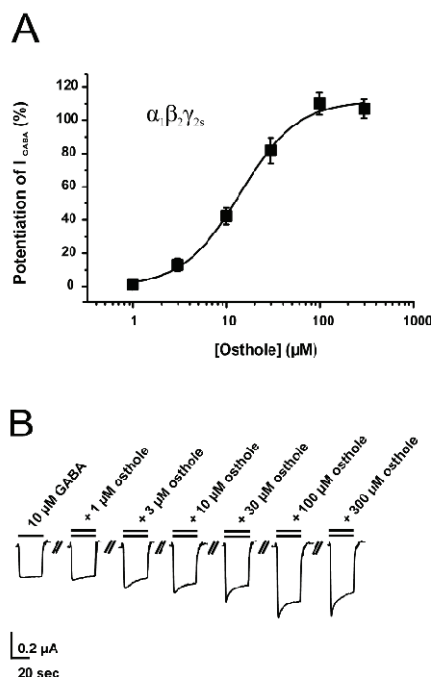 A
α₁β₂γ₂ₛ
Potentiation of I GABA (%)
120
100
80
60
40
20
0
1
10
100
1000
[Osthole] (µM)
B
10 µM GABA
+ 1 µM osthole
+ 3 µM osthole
+ 10 µM osthole
+ 30 µM osthole
+ 100 µM osthole
+ 300 µM osthole
0.2 µA
20 sec